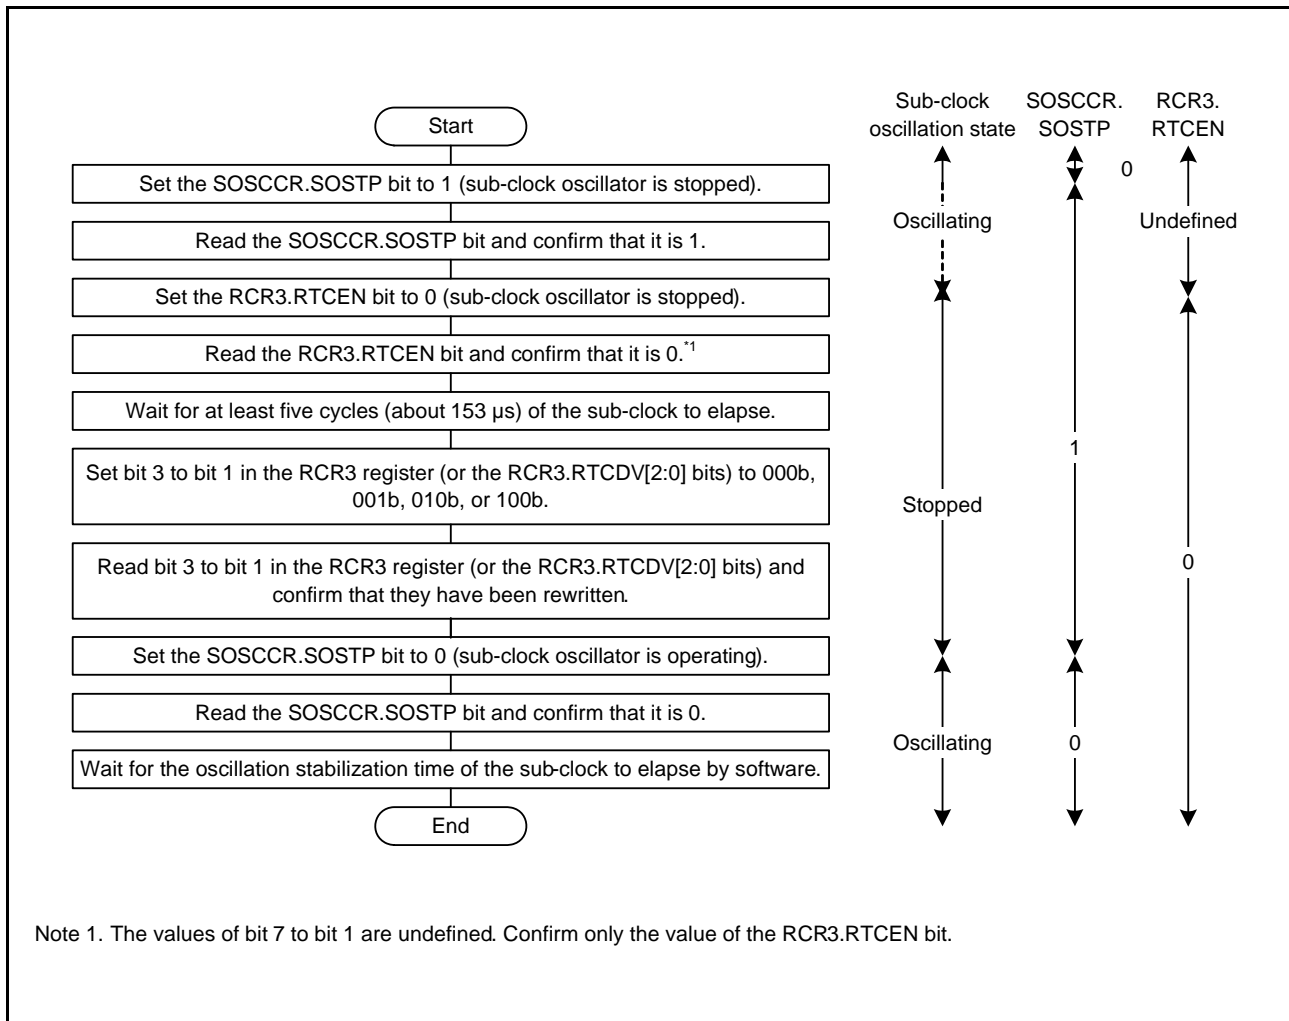 Start
Set the SOSCCR.SOSTP bit to 1 (sub-clock oscillator is stopped).
Read the SOSCCR.SOSTP bit and confirm that it is 1.
Set the RCR3.RTCEN bit to 0 (sub-clock oscillator is stopped).
Read the RCR3.RTCEN bit and confirm that it is 0.*1
Wait for at least five cycles (about 153 µs) of the sub-clock to elapse.
Set bit 3 to bit 1 in the RCR3 register (or the RCR3.RTCDV[2:0] bits) to 000b,
001b, 010b, or 100b.
Read bit 3 to bit 1 in the RCR3 register (or the RCR3.RTCDV[2:0] bits) and
confirm that they have been rewritten.
Set the SOSCCR.SOSTP bit to 0 (sub-clock oscillator is operating).
Read the SOSCCR.SOSTP bit and confirm that it is 0.
Wait for the oscillation stabilization time of the sub-clock to elapse by software.
End
Sub-clock
oscillation state
Oscillating
Stopped
Oscillating
SOSCCR.
SOSTP
0
1
0
RCR3.
RTCEN
Undefined
0
Note 1. The values of bit 7 to bit 1 are undefined. Confirm only the value of the RCR3.RTCEN bit.